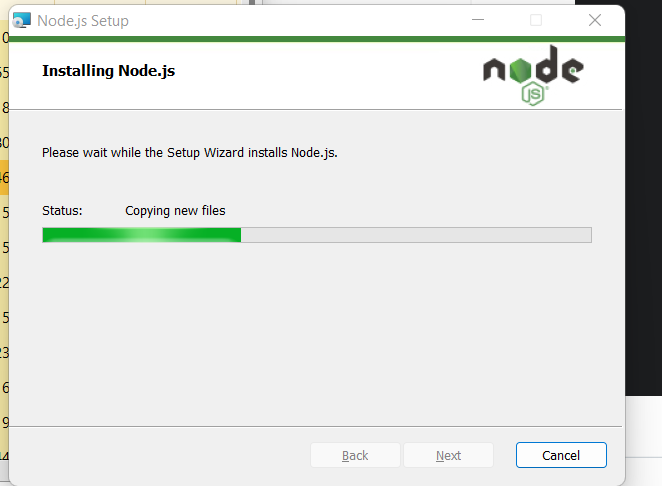 Node.js Setup
Installing Node.js
node
JS
Please wait while the Setup Wizard installs Node.js.
Status: Copying new files
Back Next Cancel